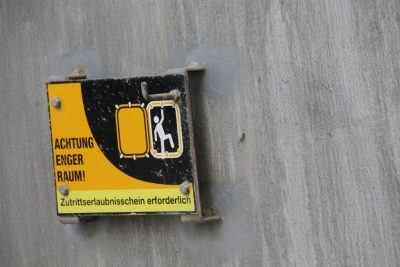 ACHTUNG
ENGER
RAUM!
Zutrittserlaubnisschein erforderlich